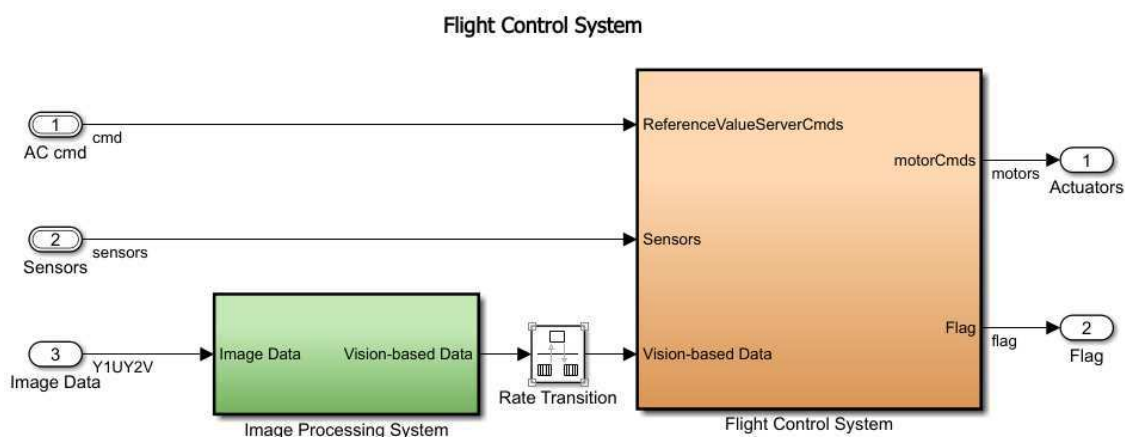 Flight Control System
1
cmd
AC cmd
ReferenceValueServerCmds
motorCmds
motors
1
Actuators
2
sensors
Sensors
Sensors
3
Y1UY2V
Image Data
Image Data
Vision-based Data
Image Processing System
Rate Transition
Vision-based Data
Flag
flag
2
Flag
Flight Control System